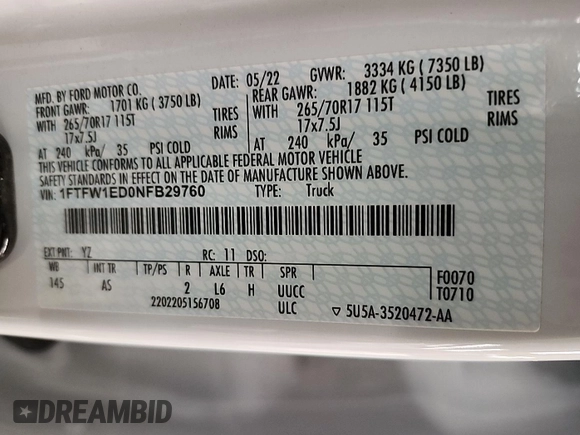 MFD. BY FORD MOTOR CO.
DATE: 05/22 GVWR: 3334 KG ( 7350 LB)
FRONT GAWR: 1701 KG ( 3750 LB) REAR GAWR: 1882 KG ( 4150 LB)
WITH 265/70R17 115T TIRES 265/70R17 115T TIRES
17x7.5J RIMS 17x7.5J RIMS
AT 240 kPa/ 35 PSI COLD AT 240 kPa/ 35 PSI COLD
THIS VEHICLE CONFORMS TO ALL APPLICABLE FEDERAL MOTOR VEHICLE
SAFETY STANDARDS IN EFFECT ON THE DATE OF MANUFACTURE SHOWN ABOVE.
VIN: 1FTFW1ED0NFB29760 TYPE: Truck
EXT PNT: YZ RC: 11 DSO:
WB INT TR TP/PS R AXLE TR SPR F0070
145 AS 2 L6 H UUCC T0710
2202205156708 ULC ▽ 5U5A-3520472-AA
DREAMBID